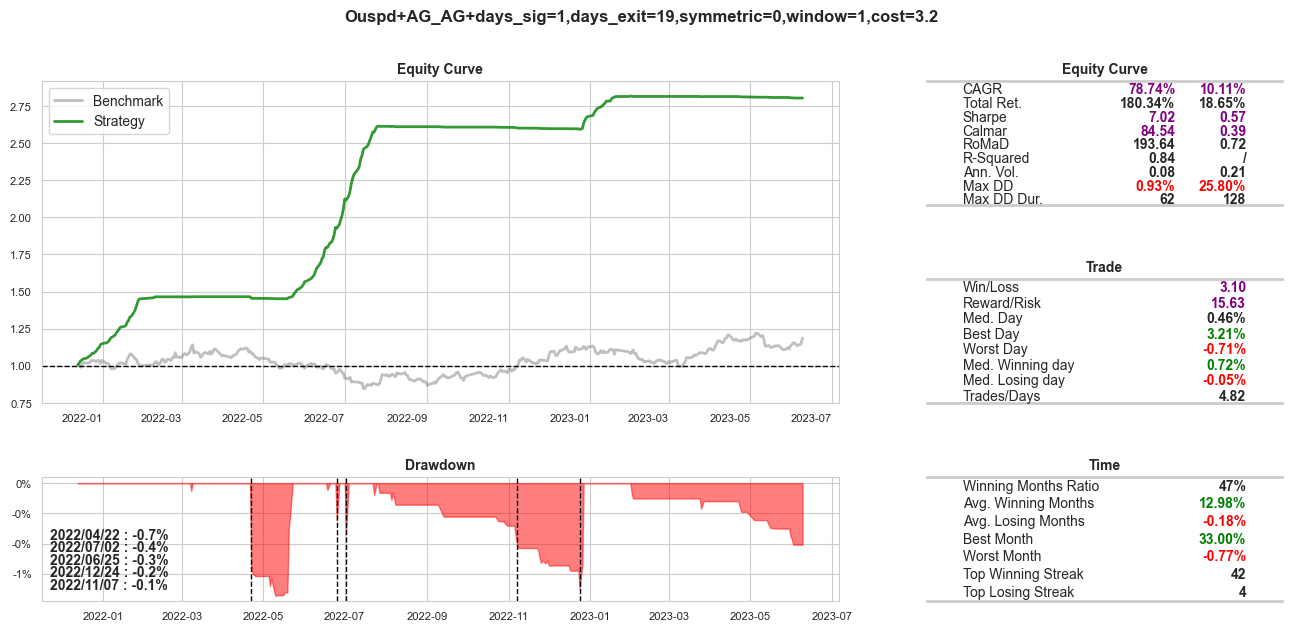 Ouspd+AG_AG+days_sig=1,days_exit=19,symmetric=0,window=1,cost=3.2
Equity Curve
Benchmark
Strategy
2.75
2.50
2.25
2.00
1.75
1.50
1.25
1.00
0.75
2022-01 2022-03 2022-05 2022-07 2022-09 2022-11 2023-01 2023-03 2023-05 2023-07
Equity Curve
CAGR 78.74% 10.11%
Total Ret. 180.34% 18.65%
Sharpe 7.02 0.57
Calmar 84.54 0.39
RoMaD 193.64 0.72
R-Squared 0.84 /
Ann. Vol. 0.08 0.21
Max DD 0.93% 25.80%
Max DD Dur. 62 128
Trade
Win/Loss 3.10
Reward/Risk 15.63
Med. Day 0.46%
Best Day 3.21%
Worst Day -0.71%
Med. Winning day 0.72%
Med. Losing day -0.05%
Trades/Days 4.82
Drawdown
0%
-0%
-0%
-1%
2022/04/22 : -0.7%
2022/07/02 : -0.4%
2022/06/25 : -0.3%
2022/12/24 : -0.2%
2022/11/07 : -0.1%
2022-01 2022-03 2022-05 2022-07 2022-09 2022-11 2023-01 2023-03 2023-05 2023-07
Time
Winning Months Ratio 47%
Avg. Winning Months 12.98%
Avg. Losing Months -0.18%
Best Month 33.00%
Worst Month -0.77%
Top Winning Streak 42
Top Losing Streak 4